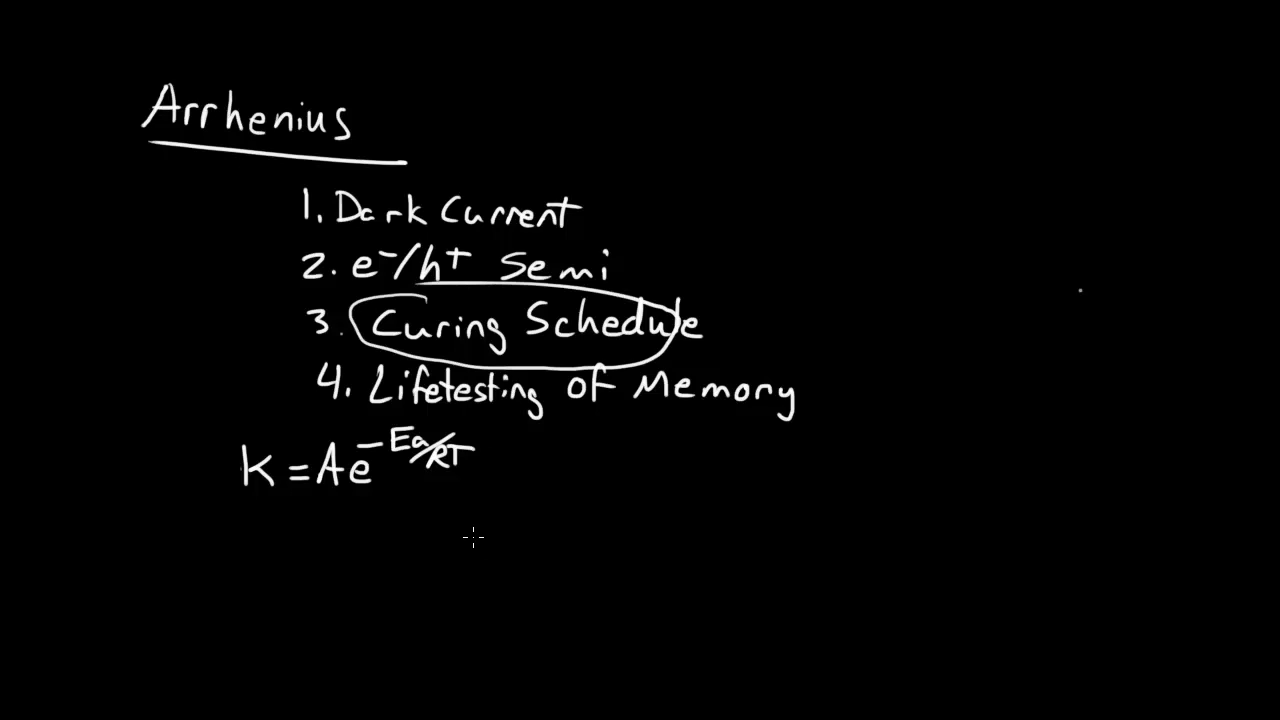 Arrhenius
1. Dark Current
2. e⁻/h⁺ Semi
3. Curing Schedule
4. Lifetesting of Memory
K = Ae^-Ea/RT